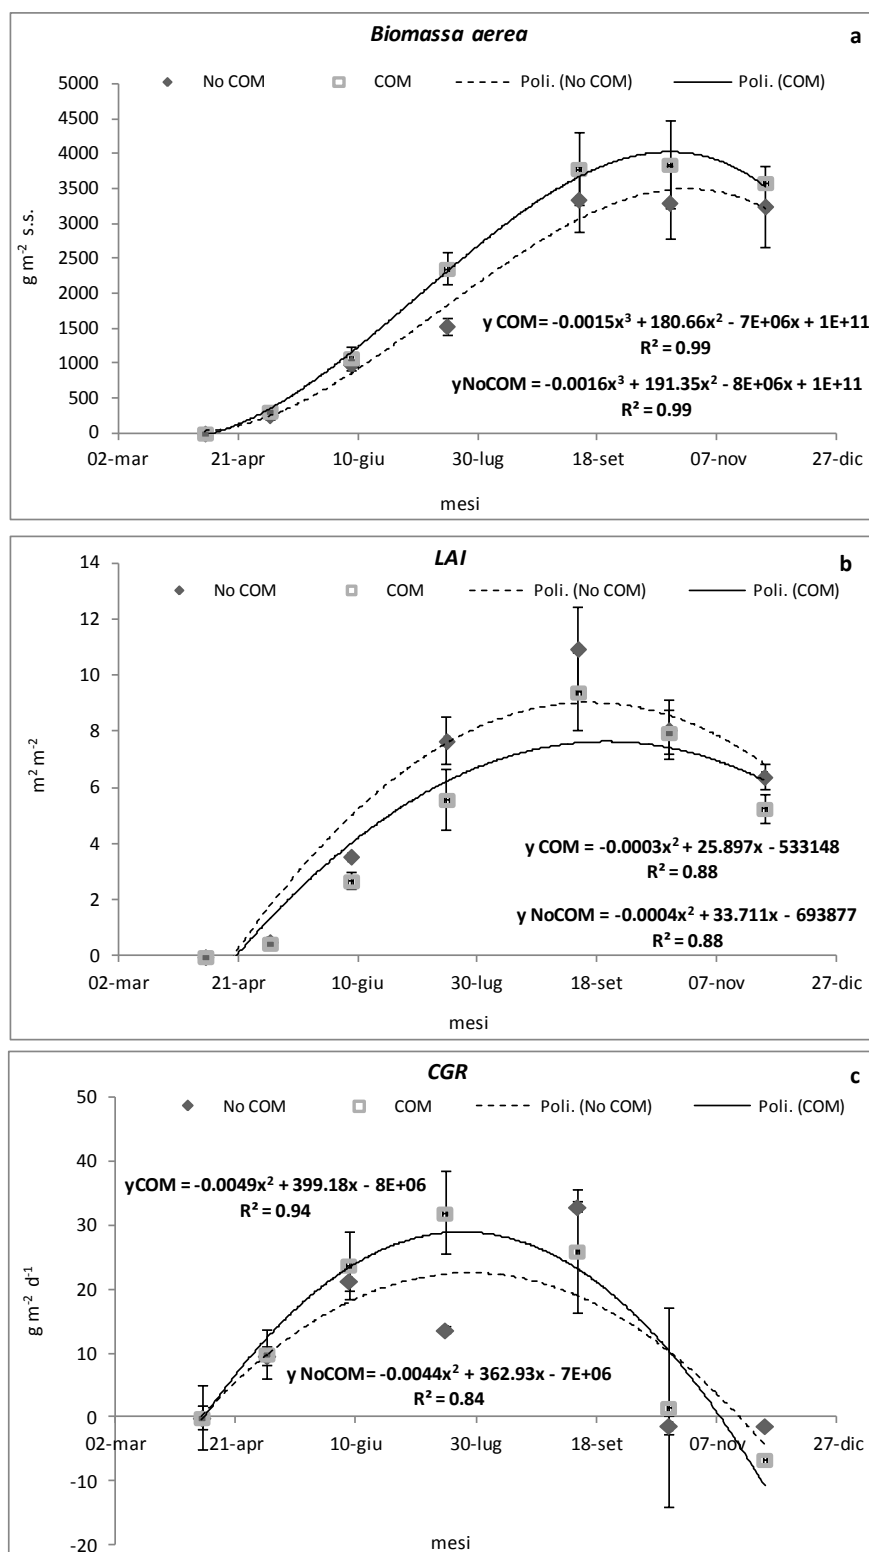 Biomassa aerea
a
No COM COM Poli. (No COM) Poli. (COM)
5000
4500
4000
3500
3000
2500
2000
1500
1000
500
0
g m⁻² s.s.
y COM = -0.0015x³ + 180.66x² - 7E+06x + 1E+11
R² = 0.99
yNoCOM = -0.0016x³ + 191.35x² - 8E+06x + 1E+11
R² = 0.99
02-mar 21-apr 10-giu 30-lug 18-set 07-nov 27-dic
mesi
LAI
b
No COM COM Poli. (No COM) Poli. (COM)
14
12
10
8
6
4
2
0
m² m⁻²
y COM = -0.0003x² + 25.897x - 533148
R² = 0.88
y NoCOM = -0.0004x² + 33.711x - 693877
R² = 0.88
02-mar 21-apr 10-giu 30-lug 18-set 07-nov 27-dic
mesi
CGR
c
No COM COM Poli. (No COM) Poli. (COM)
50
40
30
20
10
0
-10
-20
g m⁻² d⁻¹
yCOM = -0.0049x² + 399.18x - 8E+06
R² = 0.94
y NoCOM= -0.0044x² + 362.93x - 7E+06
R² = 0.84
02-mar 21-apr 10-giu 30-lug 18-set 07-nov 27-dic
mesi